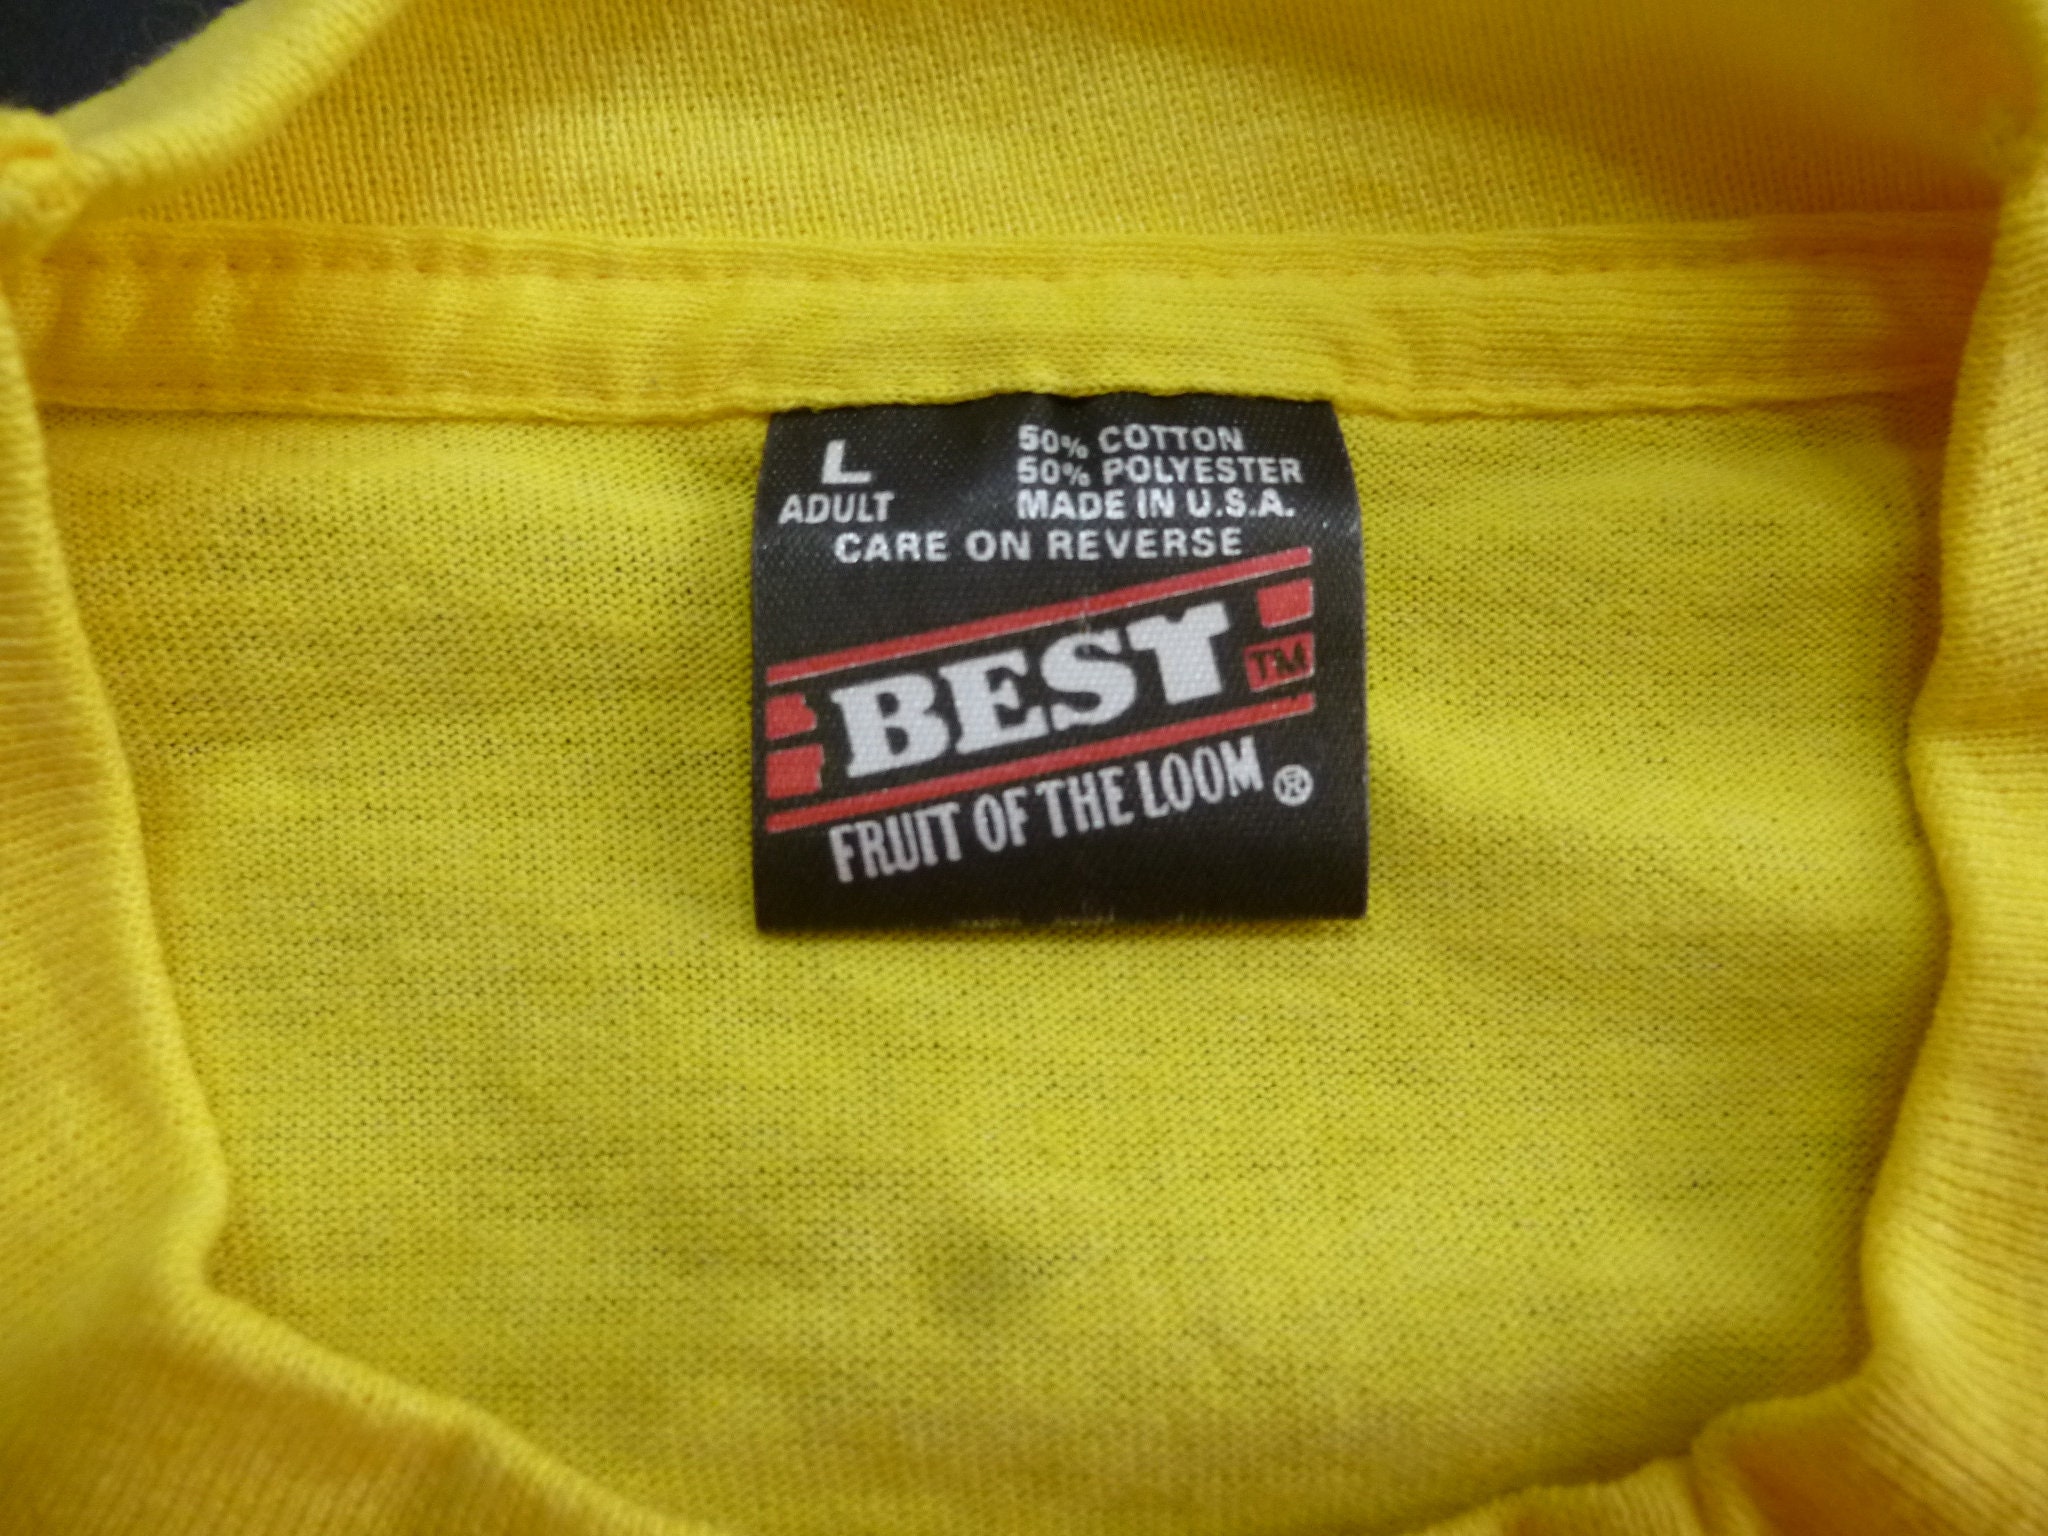 L
ADULT
50% COTTON
50% POLYESTER
MADE IN U.S.A.
CARE ON REVERSE
BEST TM
FRUIT OF THE LOOM ®